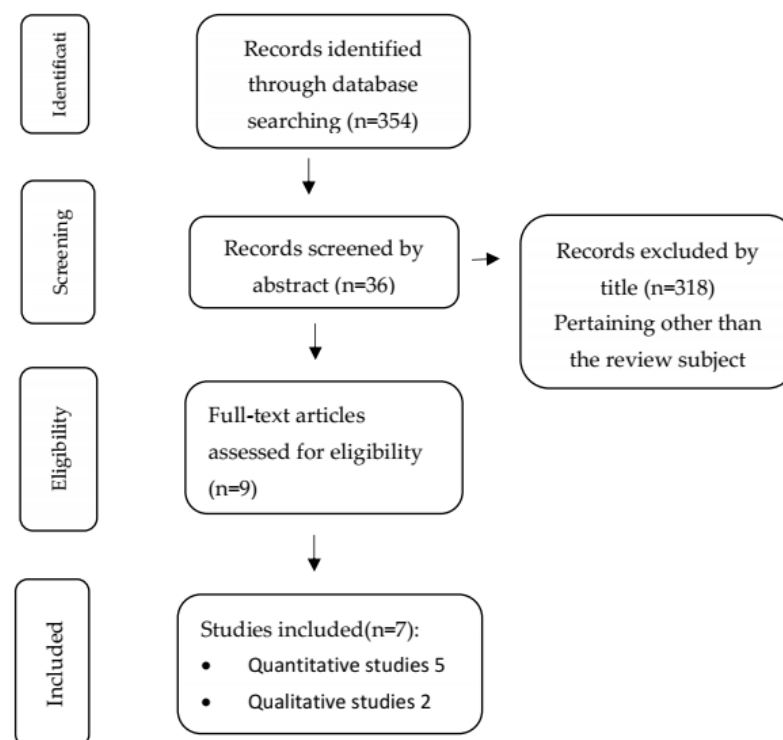 Identificati
Records identified
through database
searching (n=354)
Screening
Records screened by
abstract (n=36)
Records excluded by
title (n=318)
Pertaining other than
the review subject
Eligibility
Full-text articles
assessed for eligibility
(n=9)
Included
Studies included(n=7):
• Quantitative studies 5
• Qualitative studies 2